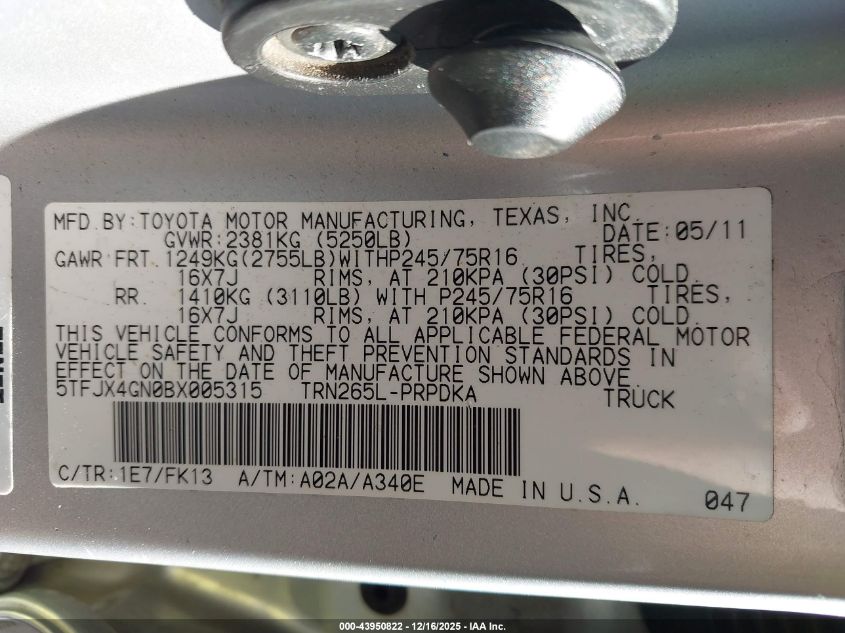 MFD. BY: TOYOTA MOTOR MANUFACTURING, TEXAS, INC.
GVWR: 2381KG (5250LB) DATE: 05/11
GAWR FRT. 1249KG(2755LB)WITHP245/75R16 TIRES,
16X7J RIMS, AT 210KPA (30PSI) COLD.
RR. 1410KG (3110LB) WITH P245/75R16 TIRES,
16X7J RIMS, AT 210KPA (30PSI) COLD.
THIS VEHICLE CONFORMS TO ALL APPLICABLE FEDERAL MOTOR
VEHICLE SAFETY AND THEFT PREVENTION STANDARDS IN
EFFECT ON THE DATE OF MANUFACTURE SHOWN ABOVE.
5TFJX4GN0BX005315 TRN265L-PRPDKA TRUCK
C/TR: 1E7/FK13 A/TM: A02A/A340E MADE IN U.S.A. 047
000-43950822 - 12/16/2025 - IAA Inc.